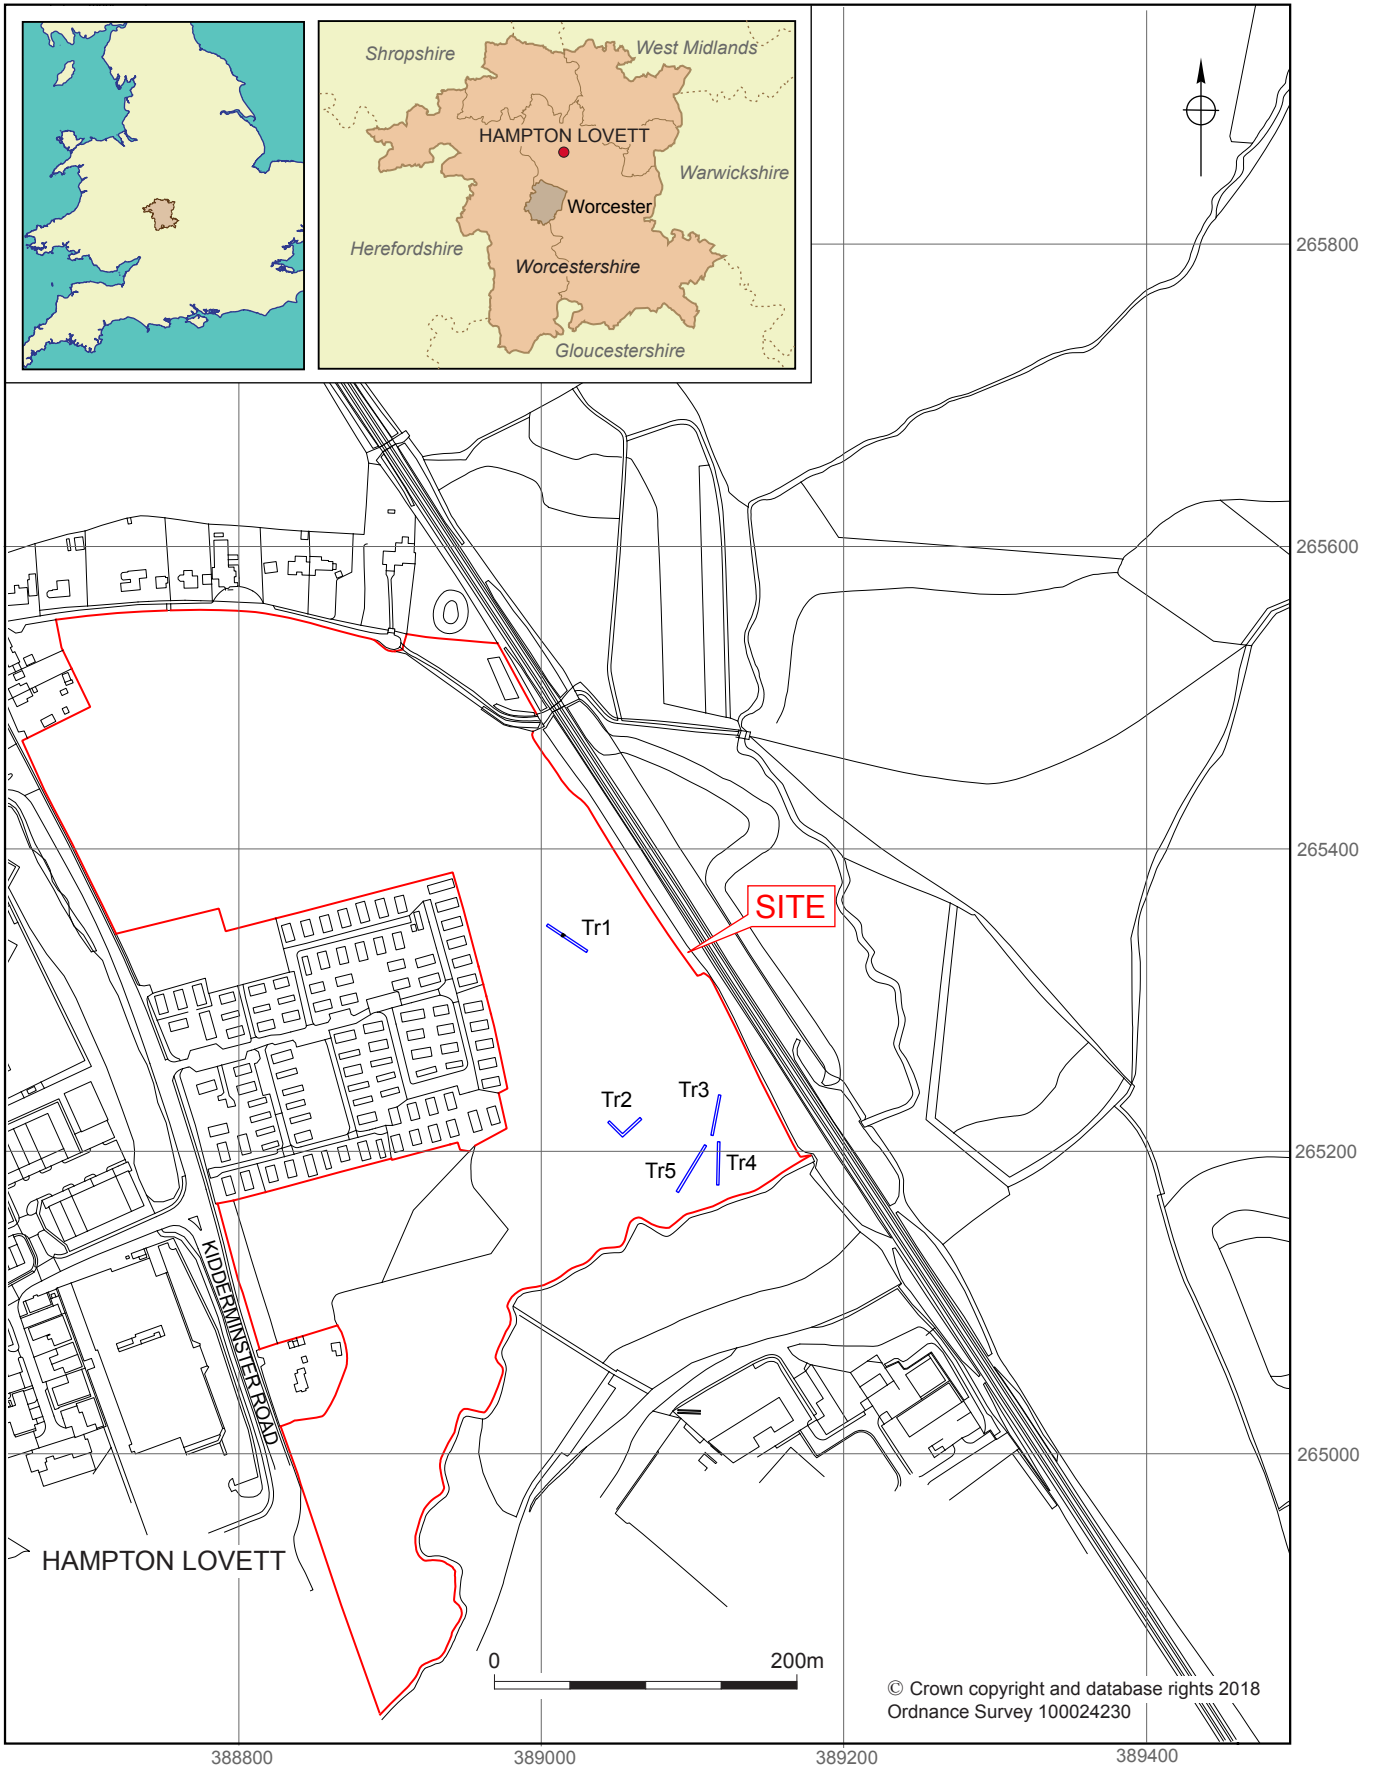 Shropshire
West Midlands
HAMPTON LOVETT
Warwickshire
Worcester
Herefordshire
Worcestershire
Gloucestershire
265800
265600
265400
SITE
Tr1
Tr3
Tr2
265200
Tr4
Tr5
KIDDERMINSTER ROAD
265000
HAMPTON LOVETT
0 200m
© Crown copyright and database rights 2018
Ordnance Survey 100024230
388800 389000 389200 389400